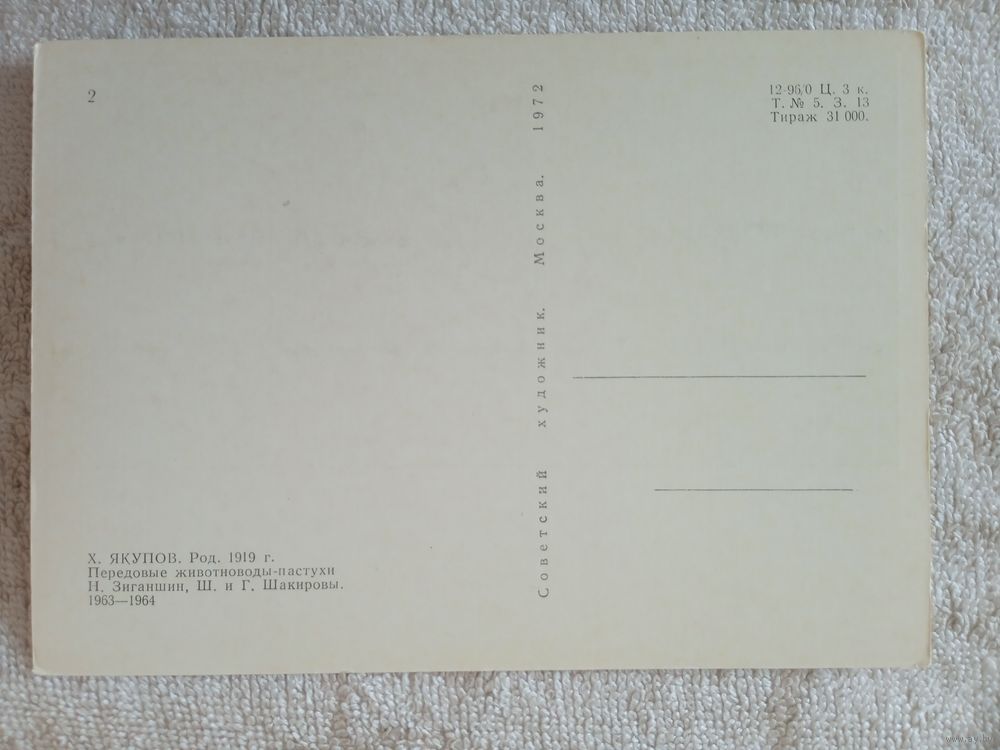 2
12-96/0 Ц. 3 к.
Т. № 5. З. 13
Тираж 31 000.
Советский художник. Москва. 1972
Х. ЯКУПОВ. Род. 1919 г.
Передовые животноводы-пастухи
Н. Зиганшин, Ш. и Г. Шакировы.
1963—1964